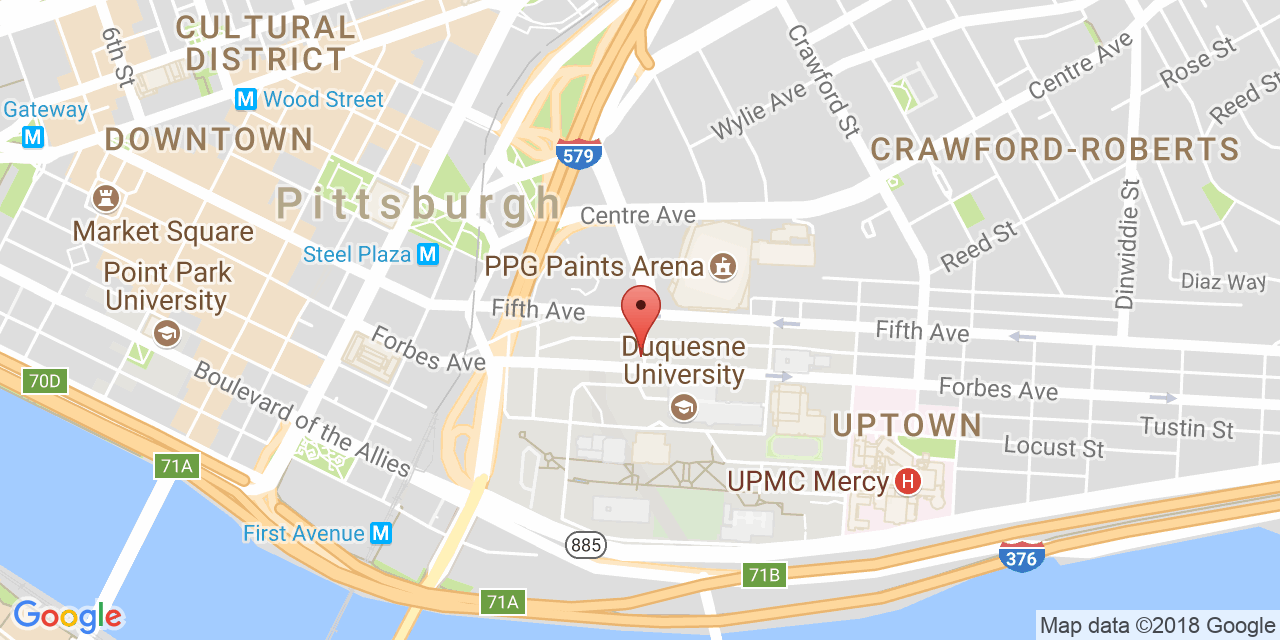 CULTURAL
DISTRICT
6th St
Gateway
M
M Wood Street
DOWNTOWN
Crawford St
Wylie Ave
Centre Ave
Rose St
Reed St
579
CRAWFORD-ROBERTS
Market Square
Pittsburgh
Centre Ave
Reed St
Dinwiddie St
Diaz Way
Steel Plaza M
PPG Paints Arena
Point Park
University
Fifth Ave
Fifth Ave
Forbes Ave
Duquesne
University
Forbes Ave
70D
Boulevard of the Allies
UPTOWN
Tustin St
Locust St
71A
UPMC Mercy H
First Avenue M
885
376
71B
71A
Google
Map data ©2018 Google